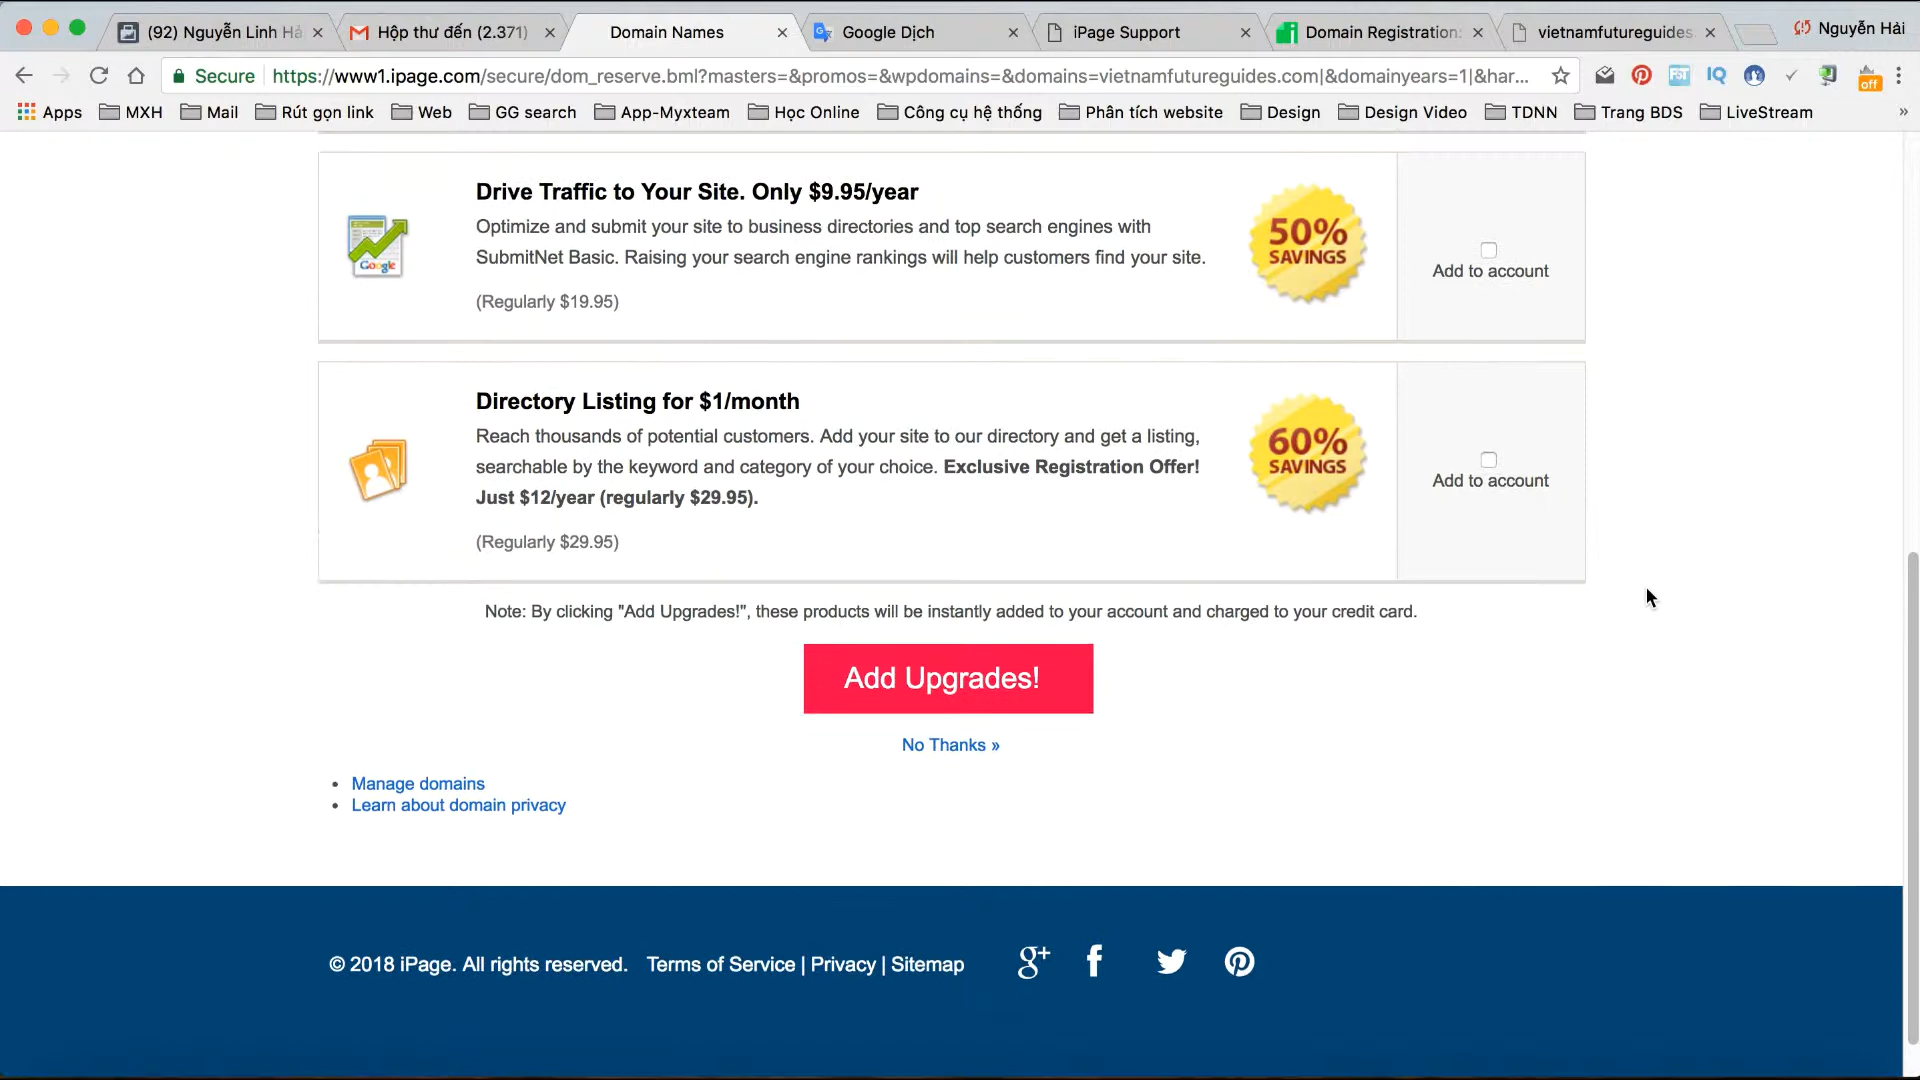 (92) Nguyễn Linh Hả
Hộp thư đến (2.371)
Domain Names
Google Dịch
iPage Support
Domain Registration:
vietnamfutureguides.
Nguyễn Hải
Secure
https://www1.ipage.com/secure/dom_reserve.bml?masters=&promos=&wpdomains=&domains=vietnamfutureguides.com|&domainyears=1|&har...
FST
IQ
off
Apps
MXH
Mail
Rút gọn link
Web
GG search
App-Myxteam
Học Online
Công cụ hệ thống
Phân tích website
Design
Design Video
TDNN
Trang BDS
LiveStream
»
Drive Traffic to Your Site. Only $9.95/year
Optimize and submit your site to business directories and top search engines with
SubmitNet Basic. Raising your search engine rankings will help customers find your site.
(Regularly $19.95)
Google
50%
SAVINGS
Add to account
Directory Listing for $1/month
Reach thousands of potential customers. Add your site to our directory and get a listing,
searchable by the keyword and category of your choice. Exclusive Registration Offer!
Just $12/year (regularly $29.95).
(Regularly $29.95)
60%
SAVINGS
Add to account
Note: By clicking "Add Upgrades!", these products will be instantly added to your account and charged to your credit card.
Add Upgrades!
No Thanks »
• Manage domains
• Learn about domain privacy
© 2018 iPage. All rights reserved. Terms of Service | Privacy | Sitemap